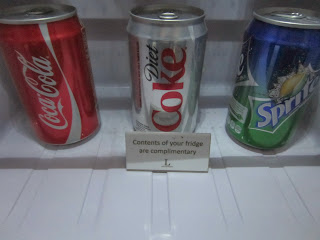 Coca-Cola
Diet
Coke
Sprite
Contents of your fridge
are complimentary
L